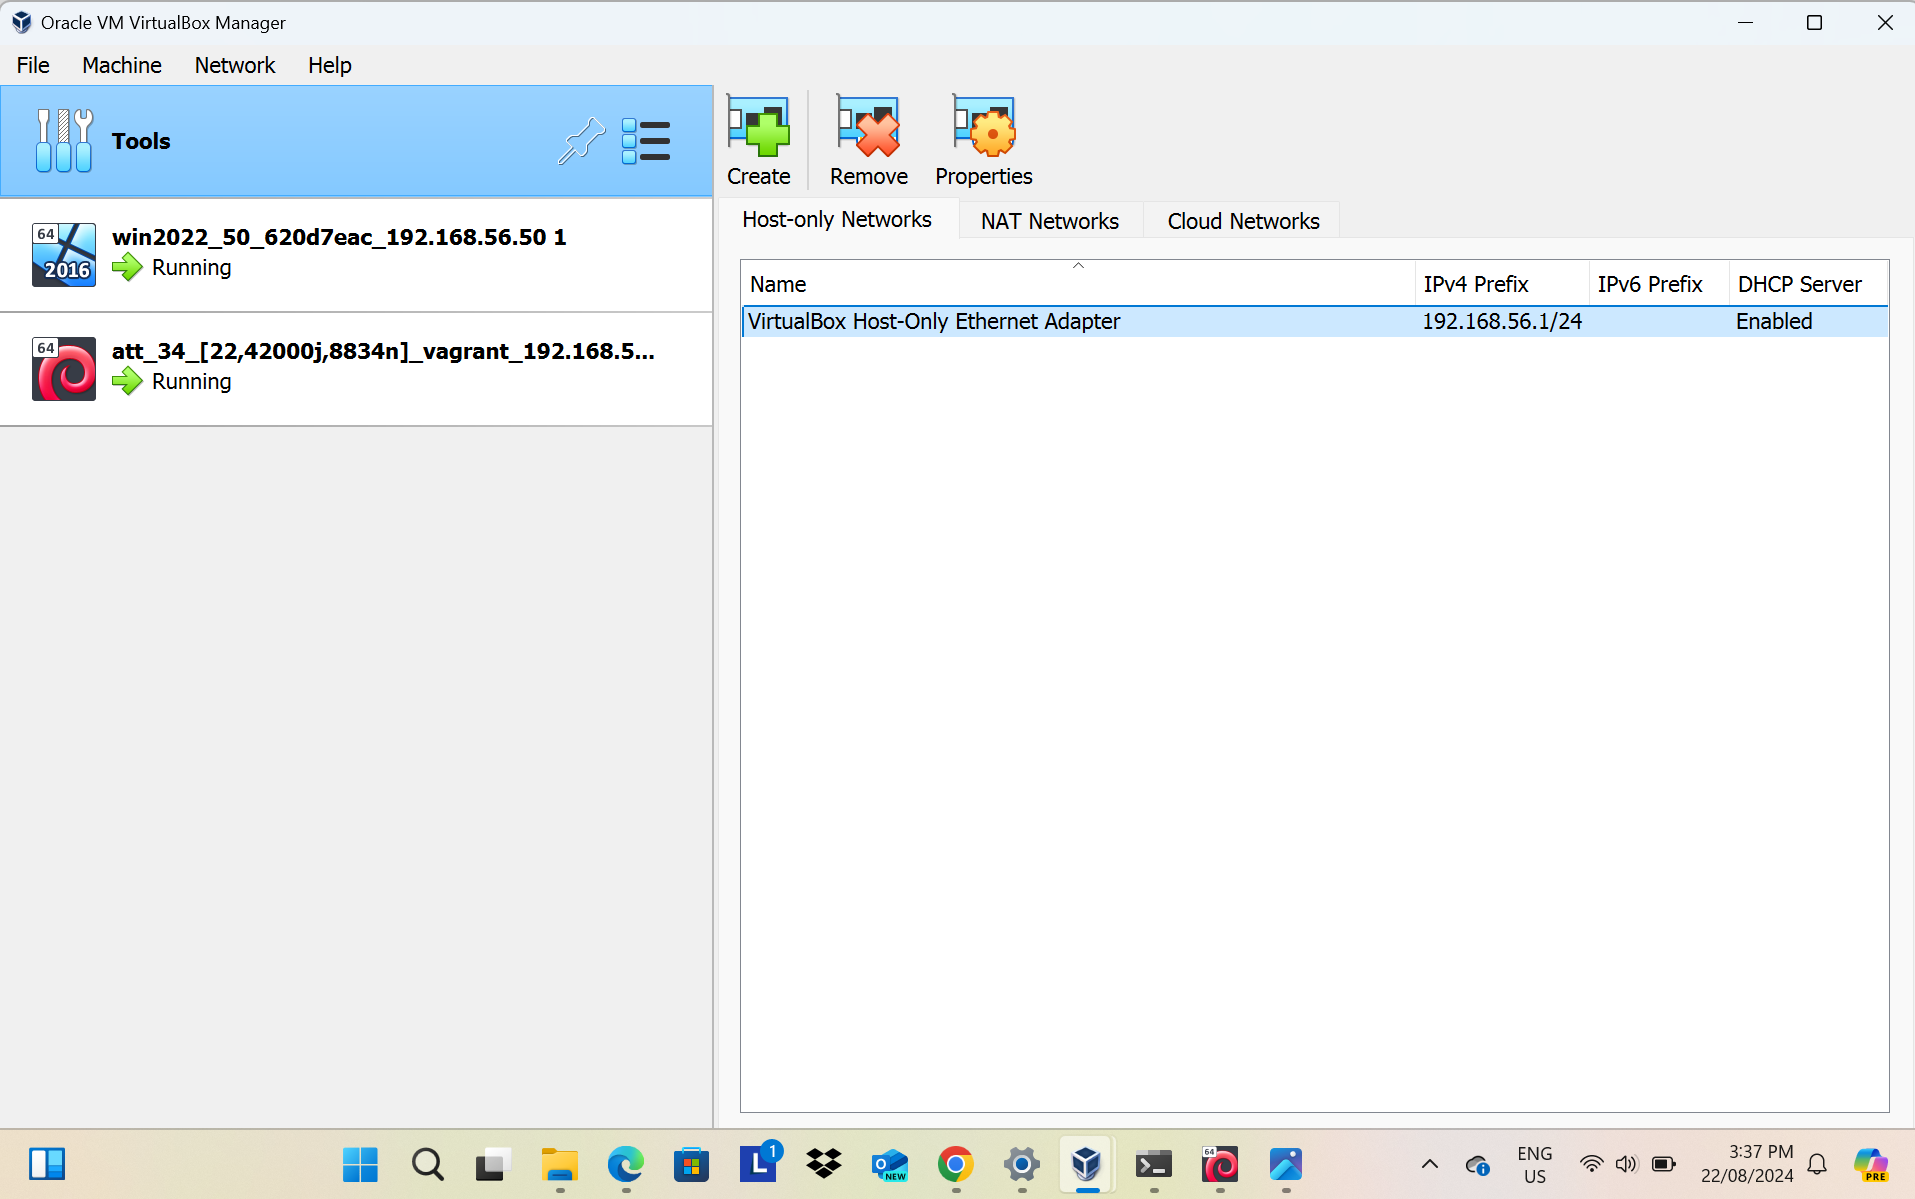 Oracle VM VirtualBox Manager
File Machine Network Help
Tools
Create Remove Properties
Host-only Networks NAT Networks Cloud Networks
64 2016
win2022_50_620d7eac_192.168.56.50 1
Running
64
att_34_[22,42000j,8834n]_vagrant_192.168.5...
Running
Name IPv4 Prefix IPv6 Prefix DHCP Server
VirtualBox Host-Only Ethernet Adapter 192.168.56.1/24 Enabled
L 1
O NEW
64
ENG
US
3:37 PM
22/08/2024
PRE